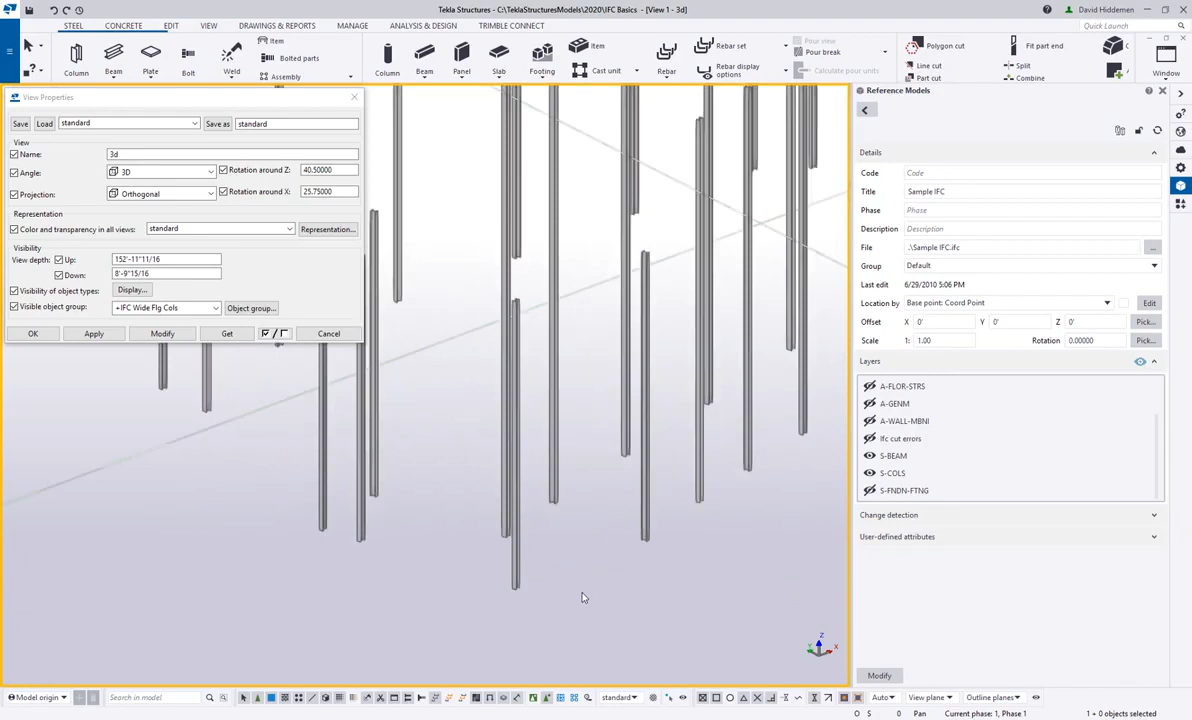 Tekla Structures - C:\TeklaStructuresModels\2020\IFC Basics - [View 1 - 3d]
David Hiddemen
STEEL CONCRETE EDIT VIEW DRAWINGS & REPORTS MANAGE ANALYSIS & DESIGN TRIMBLE CONNECT
Quick Launch
Column Beam Plate Bolt Weld
Item
Bolted parts
Assembly
Column Beam Panel Slab Footing
Item
Cast unit
Rebar
Rebar set
Rebar display options
Pour view
Pour break
Calculate pour units
Polygon cut
Line cut
Part cut
Fit part end
Split
Combine
Window
View Properties
Save Load standard Save as standard
View
Name: 3d
Angle: 3D Rotation around Z: 40.50000
Projection: Orthogonal Rotation around X: 25.75000
Representation
Color and transparency in all views: standard Representation...
Visibility
View depth: Up: 152'-11"11/16
Down: 8'-9"15/16
Visibility of object types: Display...
Visible object group: +IFC Wide Flg Cols Object group...
OK Apply Modify Get / Cancel
Reference Models
Details
Code Code
Title Sample IFC
Phase Phase
Description Description
File .\Sample IFC.ifc ...
Group Default
Last edit 6/29/2010 5:06 PM
Location by Base point: Coord Point Edit
Offset X 0' Y 0' Z 0' Pick...
Scale 1: 1.00 Rotation 0.00000 Pick...
Layers
A-FLOR-STRS
A-GENM
A-WALL-MBNI
Ifc cut errors
S-BEAM
S-COLS
S-FNDN-FTNG
Change detection
User-defined attributes
Modify
Z
X
Model origin Search in model standard Auto View plane Outline planes
O S 0 Pan Current phase: 1, Phase 1 1 + 0 objects selected